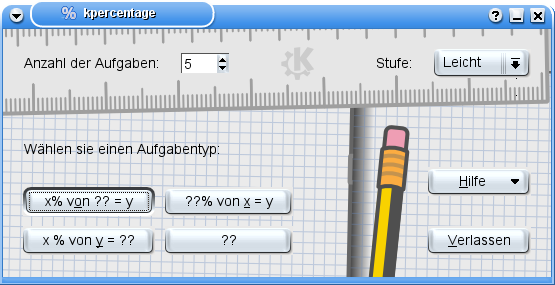 kpercentage
Anzahl der Aufgaben: 5 Stufe: Leicht
Wählen sie einen Aufgabentyp:
x% von ?? = y ??% von x = y
Hilfe
x % von y = ?? ??
Verlassen